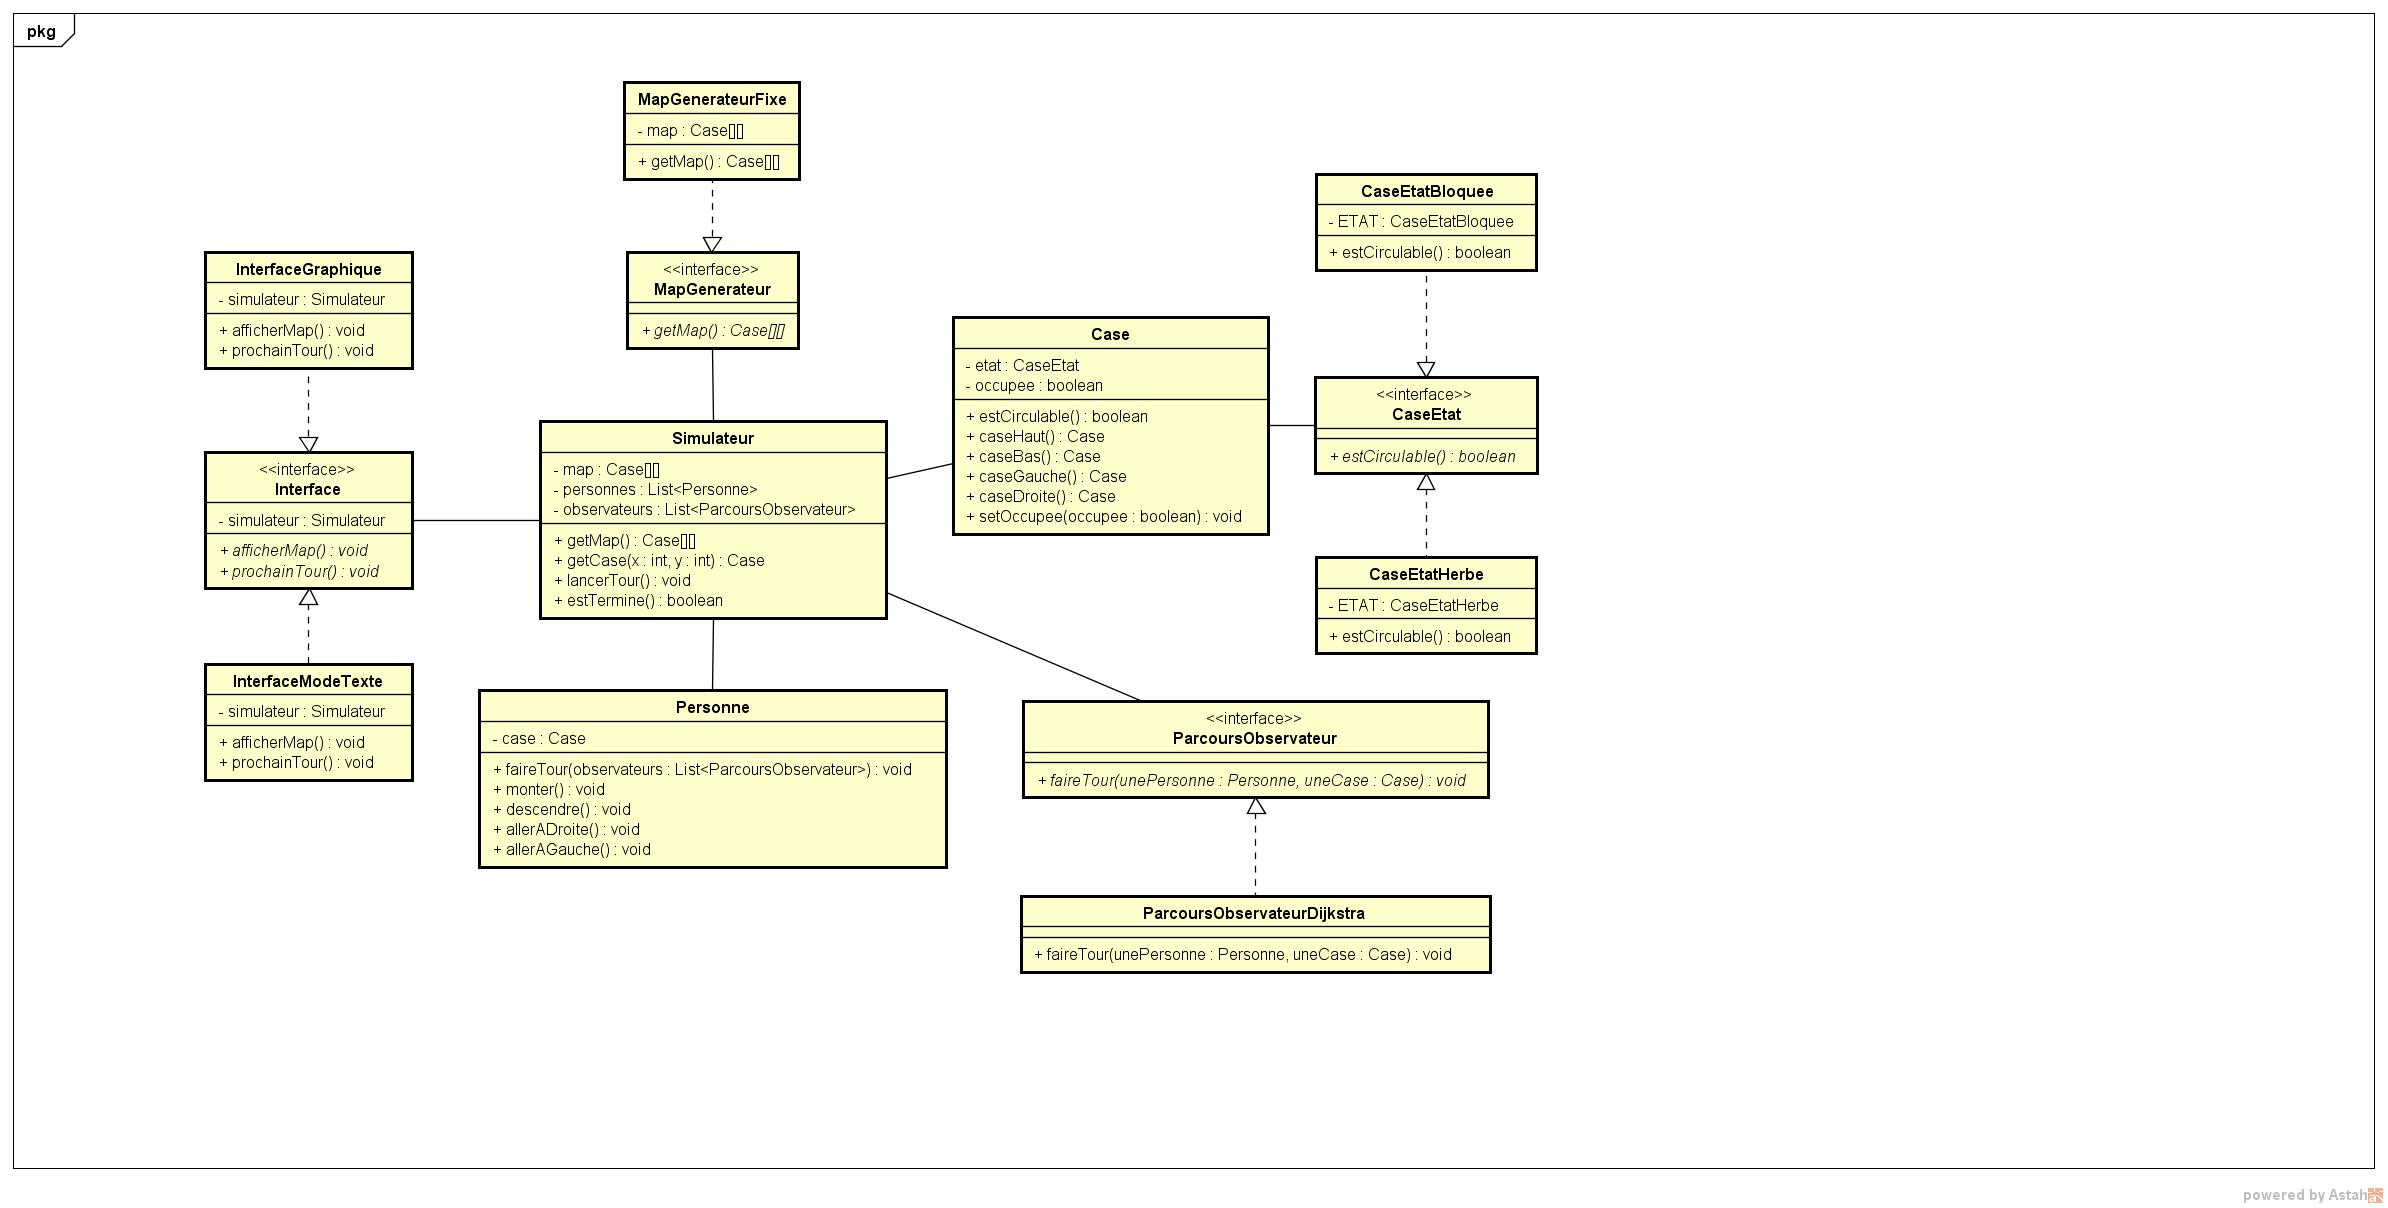 pkg
MapGenerateurFixe
- map : Case[][]
+ getMap() : Case[][]
<<interface>>
MapGenerateur
+ getMap() : Case[][]
InterfaceGraphique
- simulateur : Simulateur
+ afficherMap() : void
+ prochainTour() : void
<<interface>>
Interface
- simulateur : Simulateur
+ afficherMap() : void
+ prochainTour() : void
InterfaceModeTexte
- simulateur : Simulateur
+ afficherMap() : void
+ prochainTour() : void
Simulateur
- map : Case[][]
- personnes : List<Personne>
- observateurs : List<ParcoursObservateur>
+ getMap() : Case[][]
+ getCase(x : int, y : int) : Case
+ lancerTour() : void
+ estTermine() : boolean
Personne
- case : Case
+ faireTour(observateurs : List<ParcoursObservateur>) : void
+ monter() : void
+ descendre() : void
+ allerADroite() : void
+ allerAGauche() : void
Case
- etat : CaseEtat
- occupee : boolean
+ estCirculable() : boolean
+ caseHaut() : Case
+ caseBas() : Case
+ caseGauche() : Case
+ caseDroite() : Case
+ setOccupee(occupee : boolean) : void
CaseEtatBloquee
- ETAT : CaseEtatBloquee
+ estCirculable() : boolean
<<interface>>
CaseEtat
+ estCirculable() : boolean
CaseEtatHerbe
- ETAT : CaseEtatHerbe
+ estCirculable() : boolean
<<interface>>
ParcoursObservateur
+ faireTour(unePersonne : Personne, uneCase : Case) : void
ParcoursObservateurDijkstra
+ faireTour(unePersonne : Personne, uneCase : Case) : void
powered by Astah